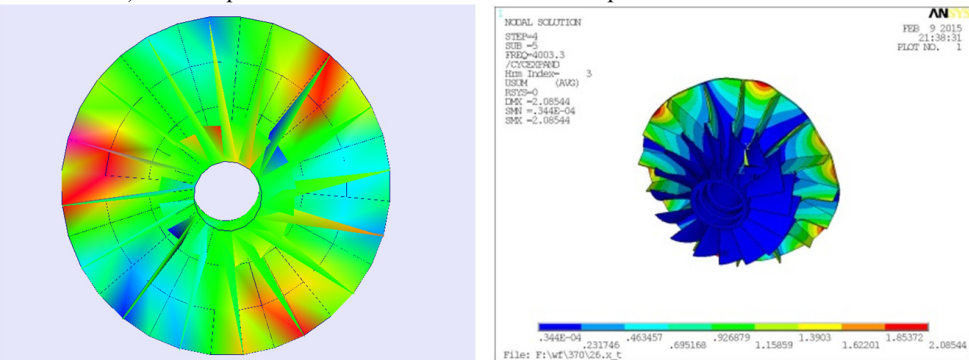 1
NODAL SOLUTION
STEP=4
SUB =5
FREQ=4003.3
/CYCEXPAND
Hrm Index= 3
USUM (AVG)
RSYS=0
DMX =2.08544
SMN =.344E-04
SMX =2.08544
ANSYS
FEB 9 2015
21:38:31
PLOT NO. 1
.344E-04 .463457 .926879 1.3903 1.85372
.231746 .695168 1.15859 1.62201 2.08544
File: F:\wf\370\26.x_t